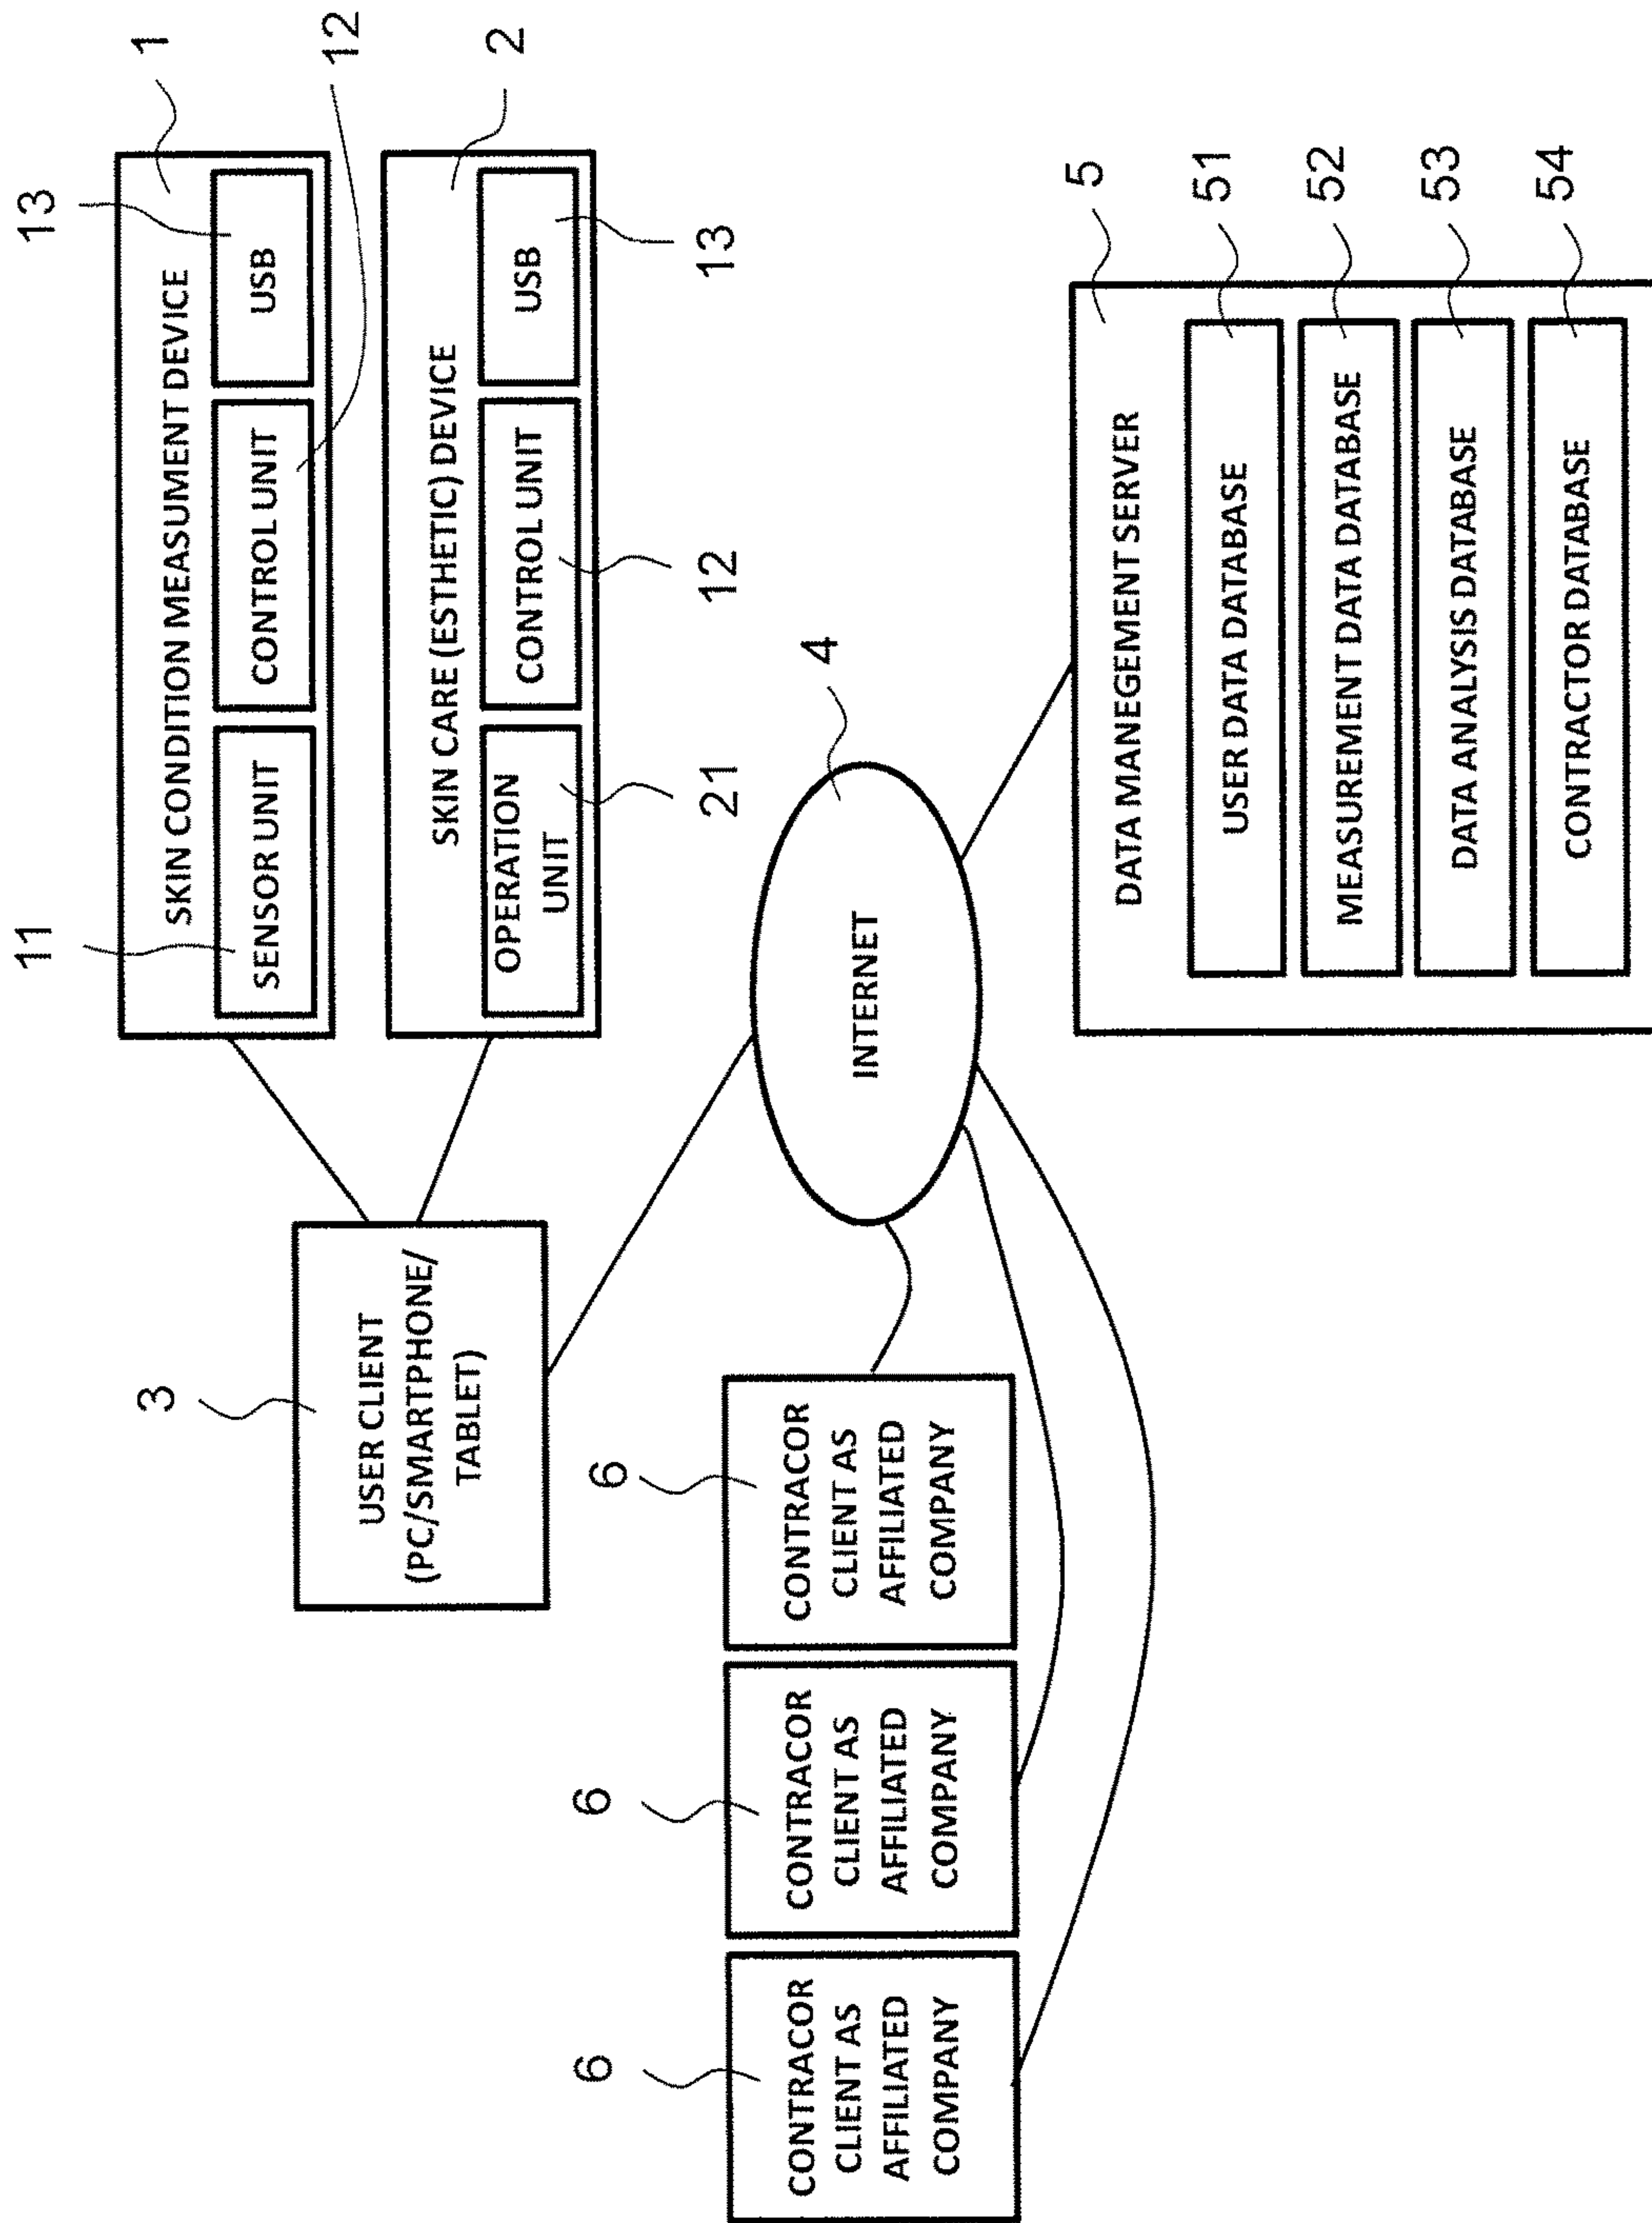 11
13
1
12
SKIN CONDITION MEASUMENT DEVICE
SENSOR UNIT
CONTROL UNIT
USB
2
SKIN CARE (ESTHETIC) DEVICE
OPERATION
UNIT
CONTROL UNIT
USB
21
12
13
3
USER CLIENT
(PC/SMARTPHONE/
TABLET)
4
INTERNET
6
CONTRACOR
CLIENT AS
AFFILIATED
COMPANY
6
CONTRACOR
CLIENT AS
AFFILIATED
COMPANY
6
CONTRACOR
CLIENT AS
AFFILIATED
COMPANY
5
DATA MANEGEMENT SERVER
51
USER DATA DATABASE
52
MEASUREMENT DATA DATABASE
53
DATA ANALYSIS DATABASE
54
CONTRACTOR DATABASE